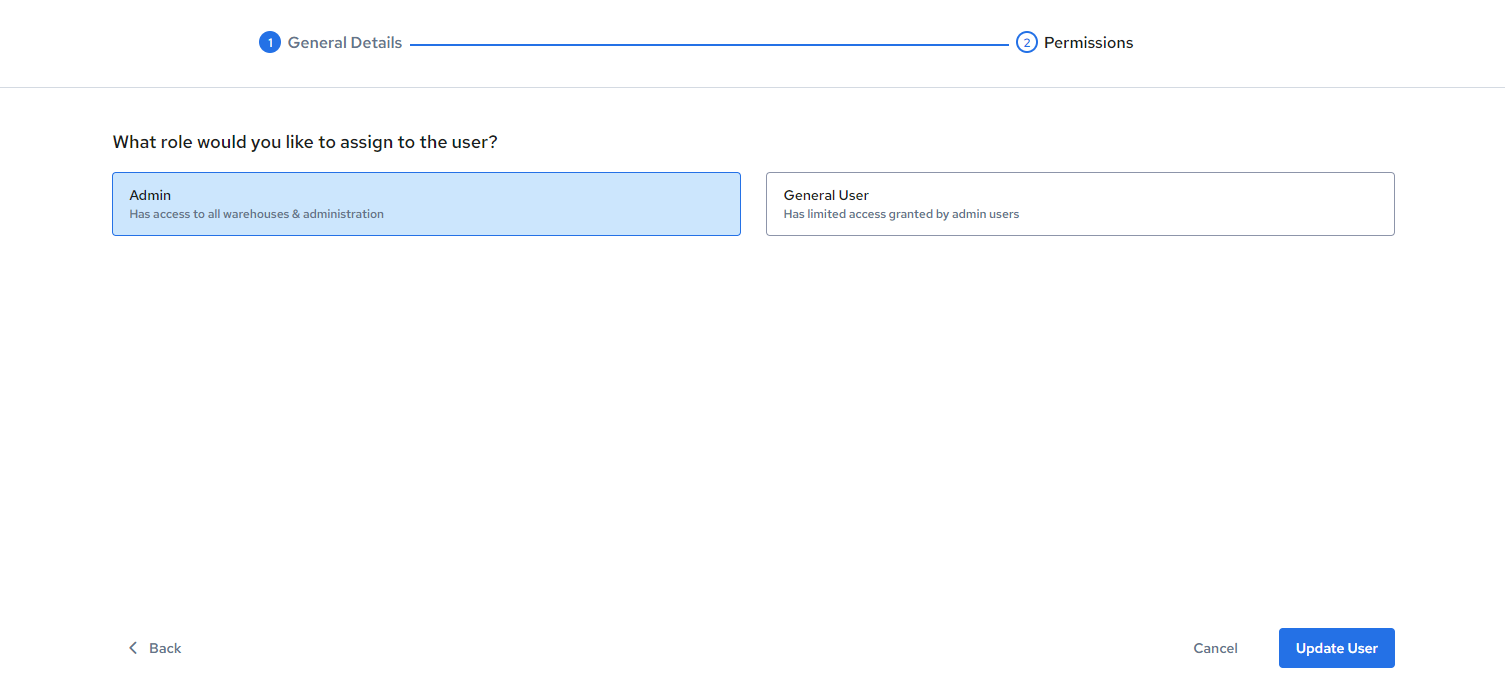 1 General Details
2 Permissions
What role would you like to assign to the user?
Admin
Has access to all warehouses & administration
General User
Has limited access granted by admin users
Back
Cancel
Update User